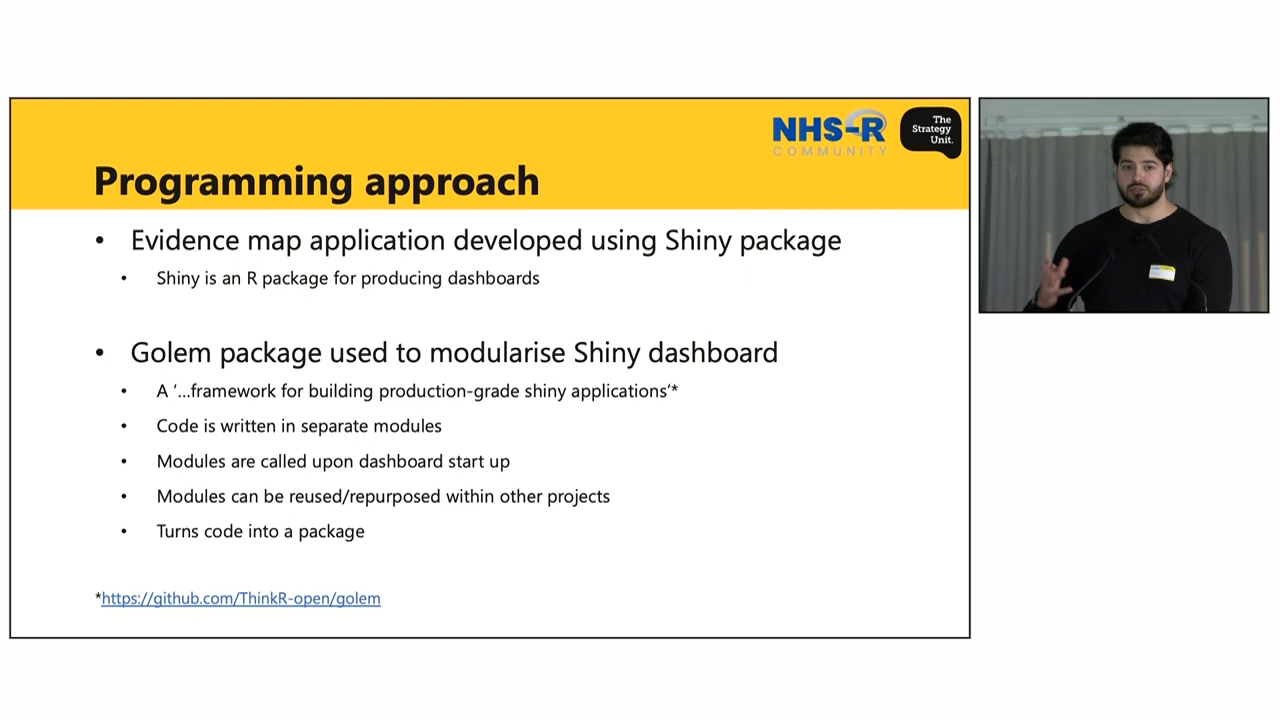 NHS-R
COMMUNITY
The
Strategy
Unit.
Programming approach
• Evidence map application developed using Shiny package
• Shiny is an R package for producing dashboards
• Golem package used to modularise Shiny dashboard
• A ‘...framework for building production-grade shiny applications’*
• Code is written in separate modules
• Modules are called upon dashboard start up
• Modules can be reused/repurposed within other projects
• Turns code into a package
*https://github.com/ThinkR-open/golem